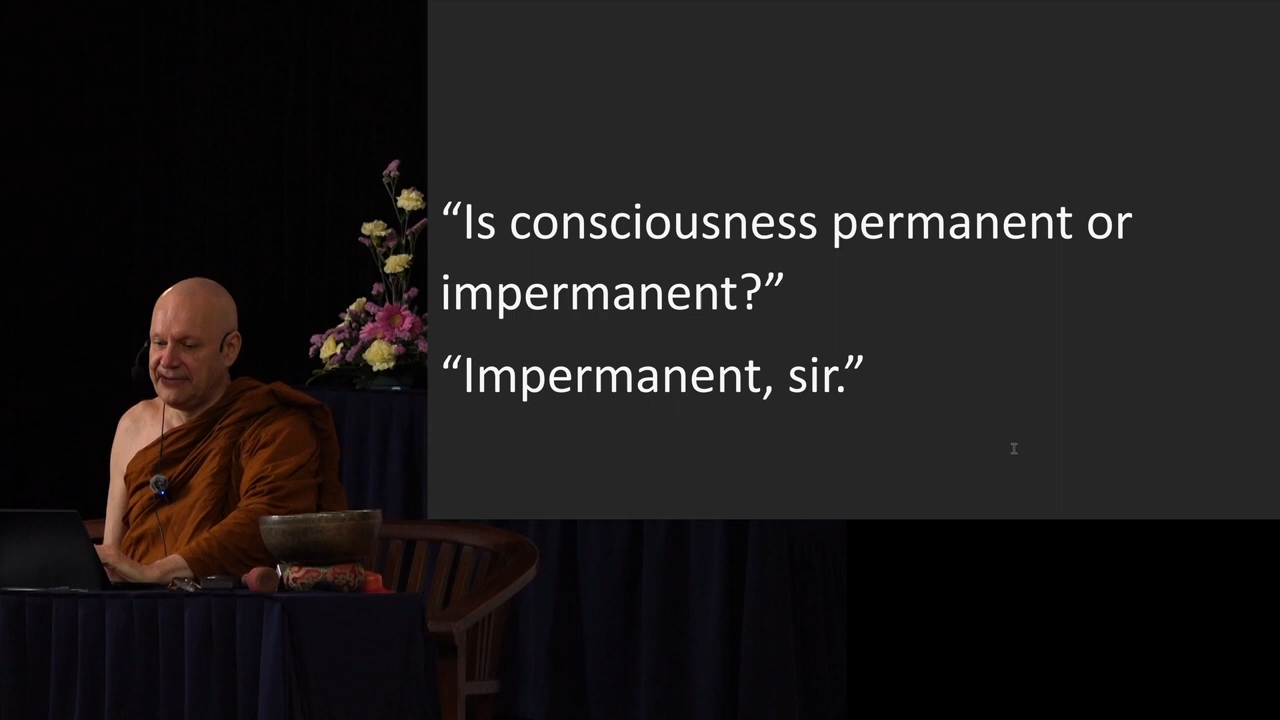 “Is consciousness permanent or
impermanent?”
“Impermanent, sir.”